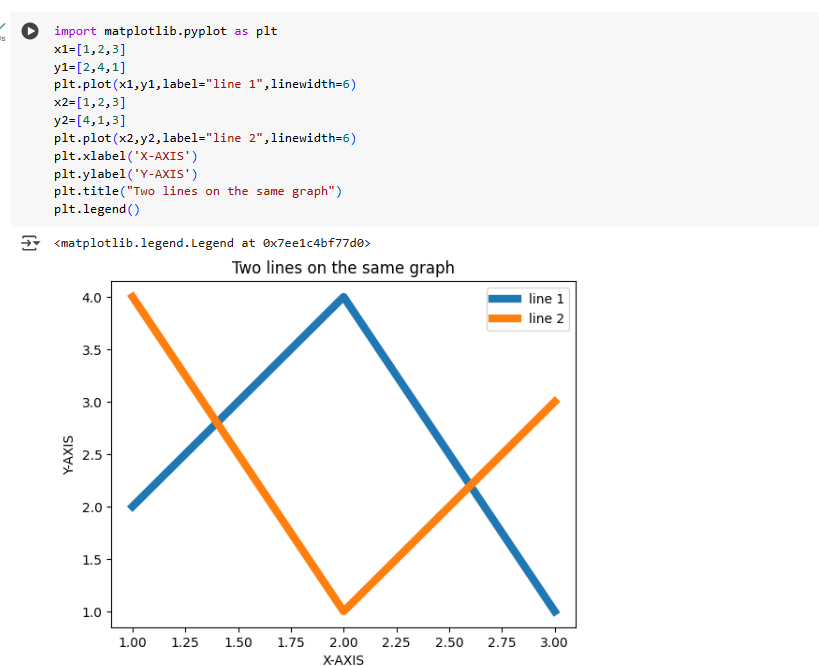 import matplotlib.pyplot as plt
x1=[1,2,3]
y1=[2,4,1]
plt.plot(x1,y1,label="line 1",linewidth=6)
x2=[1,2,3]
y2=[4,1,3]
plt.plot(x2,y2,label="line 2",linewidth=6)
plt.xlabel('X-AXIS')
plt.ylabel('Y-AXIS')
plt.title("Two lines on the same graph")
plt.legend()
<matplotlib.legend.Legend at 0x7ee1c4bf77d0>
Two lines on the same graph
line 1
line 2
4.0
3.5
3.0
2.5
2.0
1.5
1.0
Y-AXIS
1.00 1.25 1.50 1.75 2.00 2.25 2.50 2.75 3.00
X-AXIS